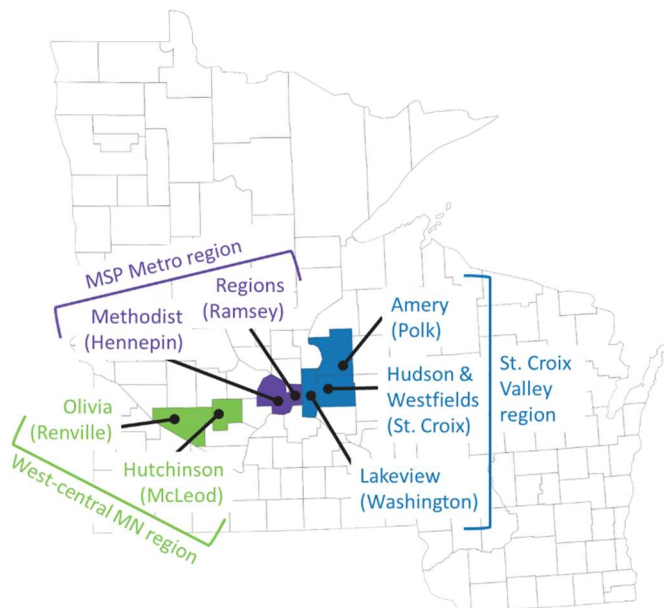 MSP Metro region
Regions
(Ramsey)
Methodist
(Hennepin)
Amery
(Polk)
Hudson &
Westfields
(St. Croix)
St. Croix
Valley
region
Olivia
(Renville)
Hutchinson
(McLeod)
Lakeview
(Washington)
West-central MN region